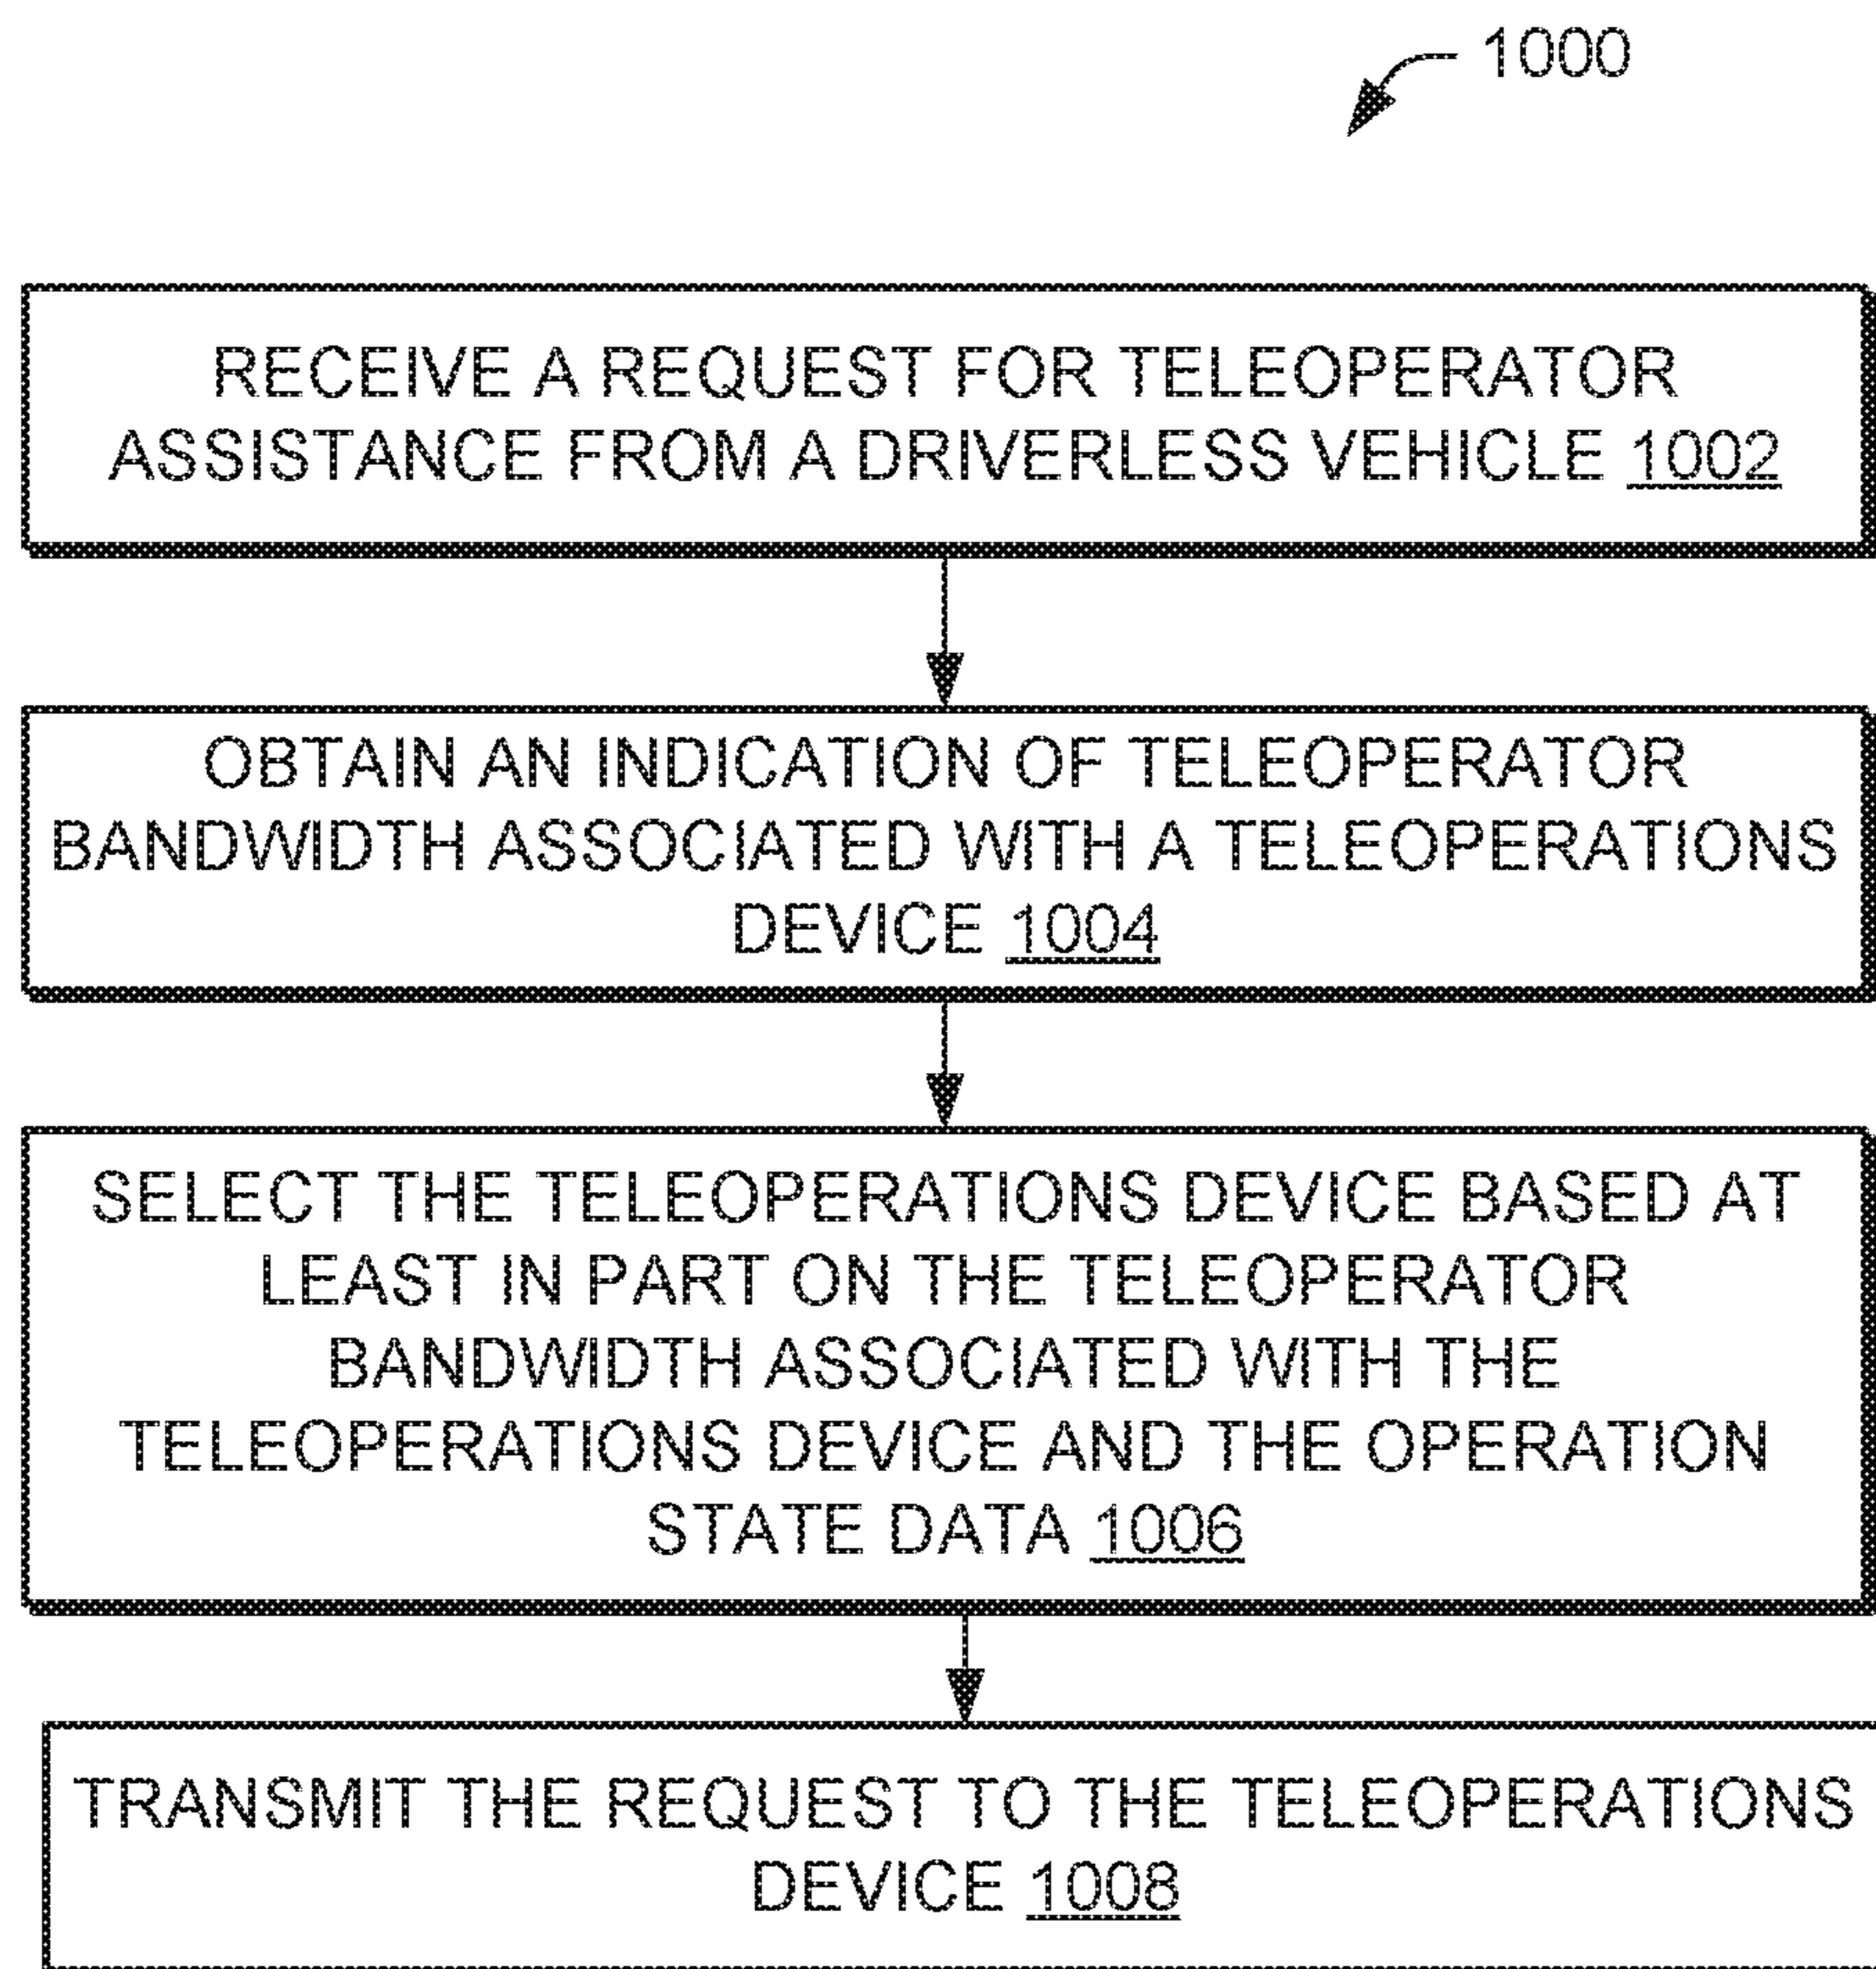 1000
RECEIVE A REQUEST FOR TELEOPERATOR
ASSISTANCE FROM A DRIVERLESS VEHICLE 1002
OBTAIN AN INDICATION OF TELEOPERATOR
BANDWIDTH ASSOCIATED WITH A TELEOPERATIONS
DEVICE 1004
SELECT THE TELEOPERATIONS DEVICE BASED AT
LEAST IN PART ON THE TELEOPERATOR
BANDWIDTH ASSOCIATED WITH THE
TELEOPERATIONS DEVICE AND THE OPERATION
STATE DATA 1006
TRANSMIT THE REQUEST TO THE TELEOPERATIONS
DEVICE 1008